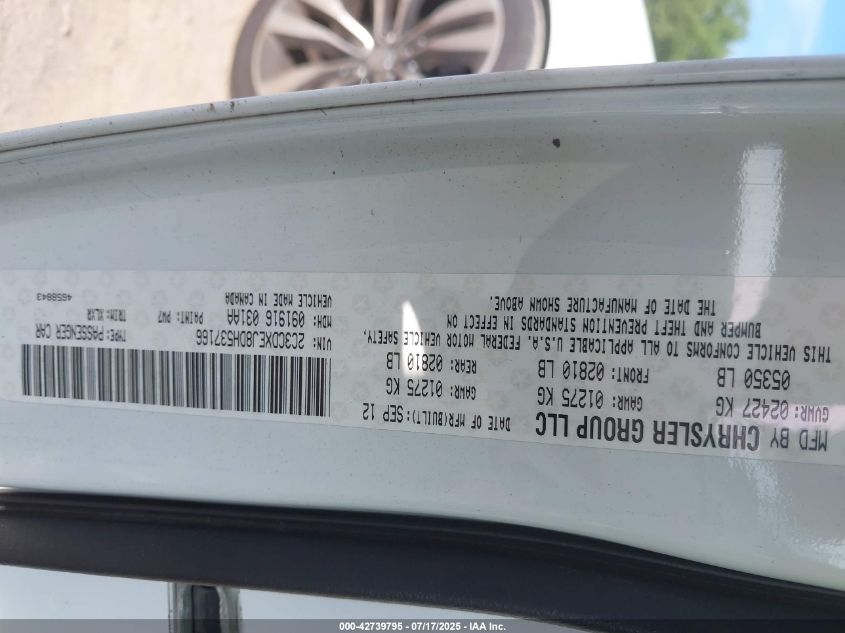 MFD BY CHRYSLER GROUP LLC
DATE OF MFR(BUILT): SEP 12
GVWR: 02427 KG
05350 LB
GAWR: 01275 KG
FRONT: 02810 LB
GAWR: 01275 KG
REAR: 02810 LB
THIS VEHICLE CONFORMS TO ALL APPLICABLE U.S.A. FEDERAL MOTOR VEHICLE SAFETY,
BUMPER AND THEFT PREVENTION STANDARDS IN EFFECT ON
THE DATE OF MANUFACTURE SHOWN ABOVE.
VIN: 2C3CDXEJ8DH537166
TYPE: PASSENGER CAR
MDH: 091916 031AA
PAINT: PW7
TRIM: XLXR
VEHICLE MADE IN CANADA
4658843
000-42739795 - 07/17/2025 - IAA Inc.